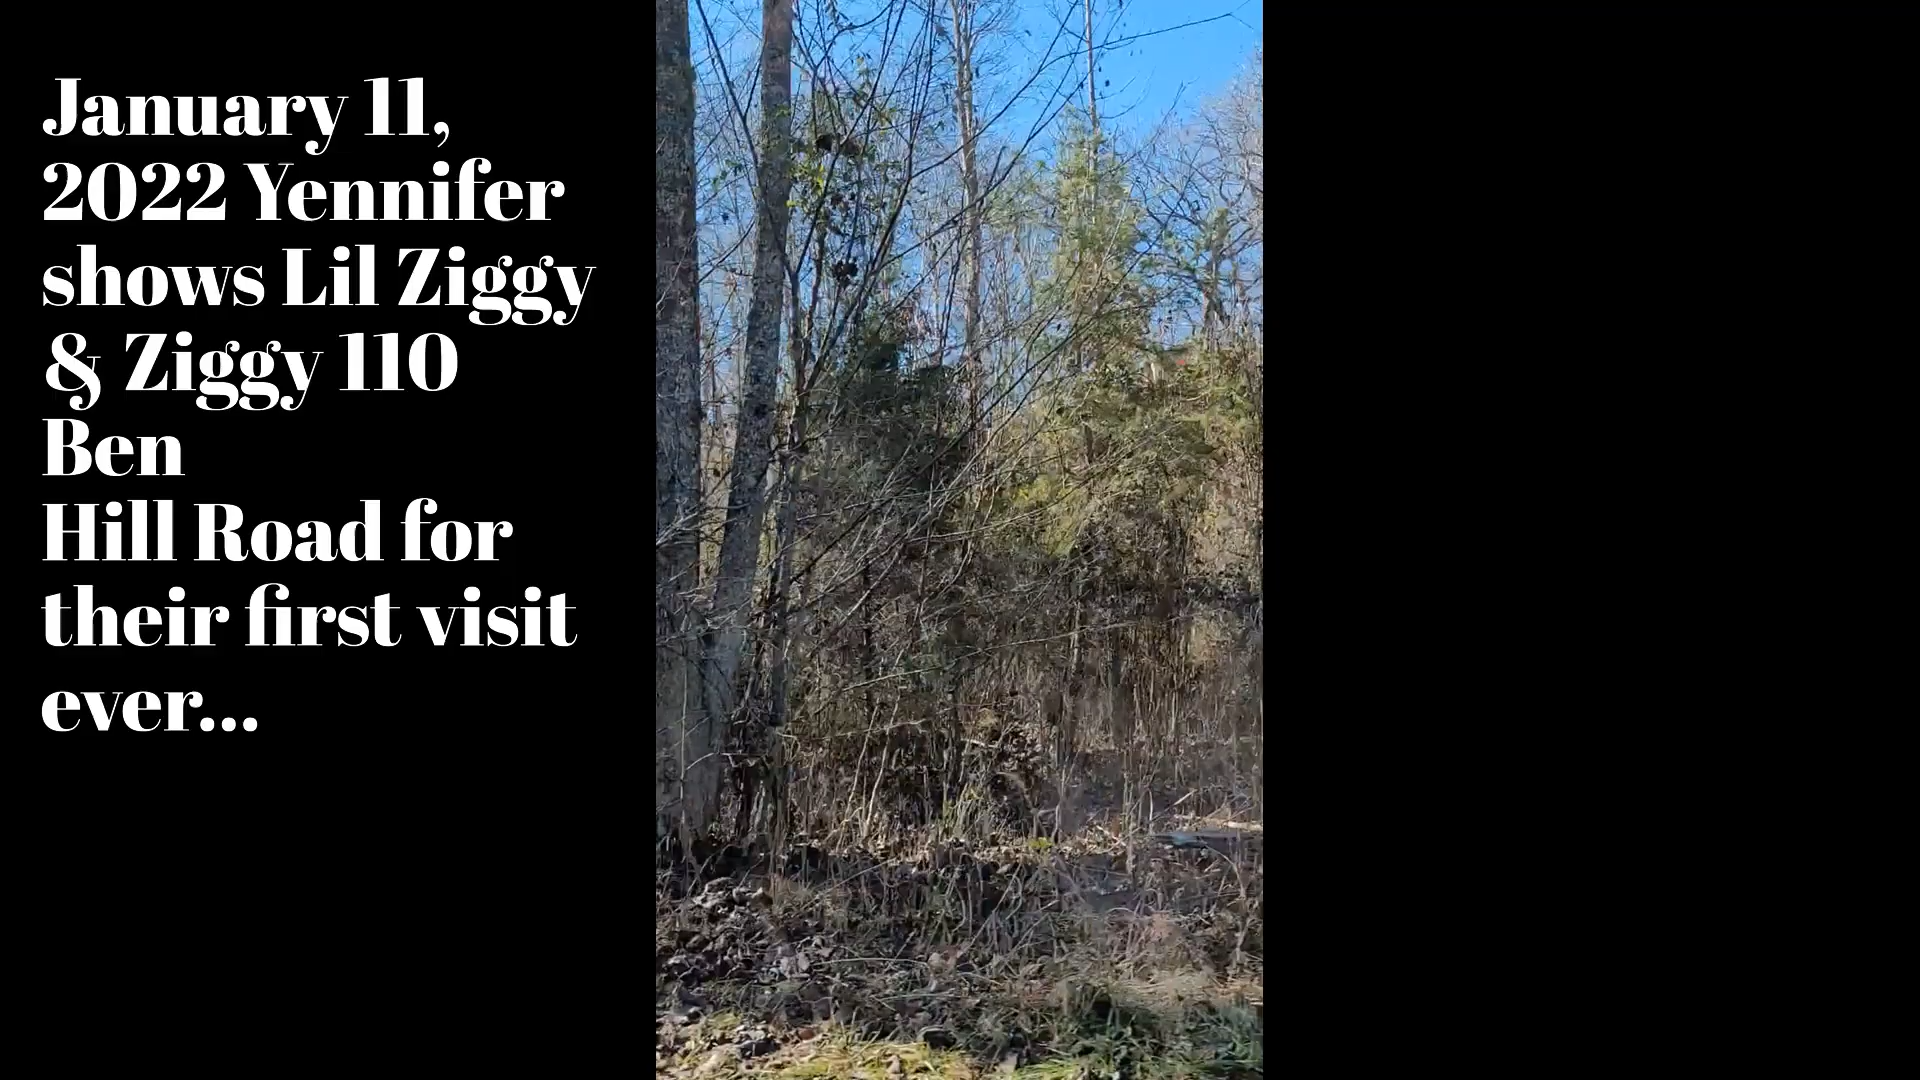 January 11,
2022 Yennifer
shows Lil Ziggy
& Ziggy 110
Ben
Hill Road for
their first visit
ever...